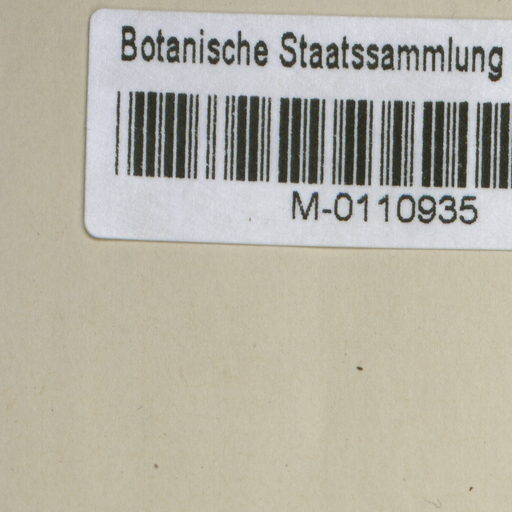 Botanische Staatssammlung
M-0110935